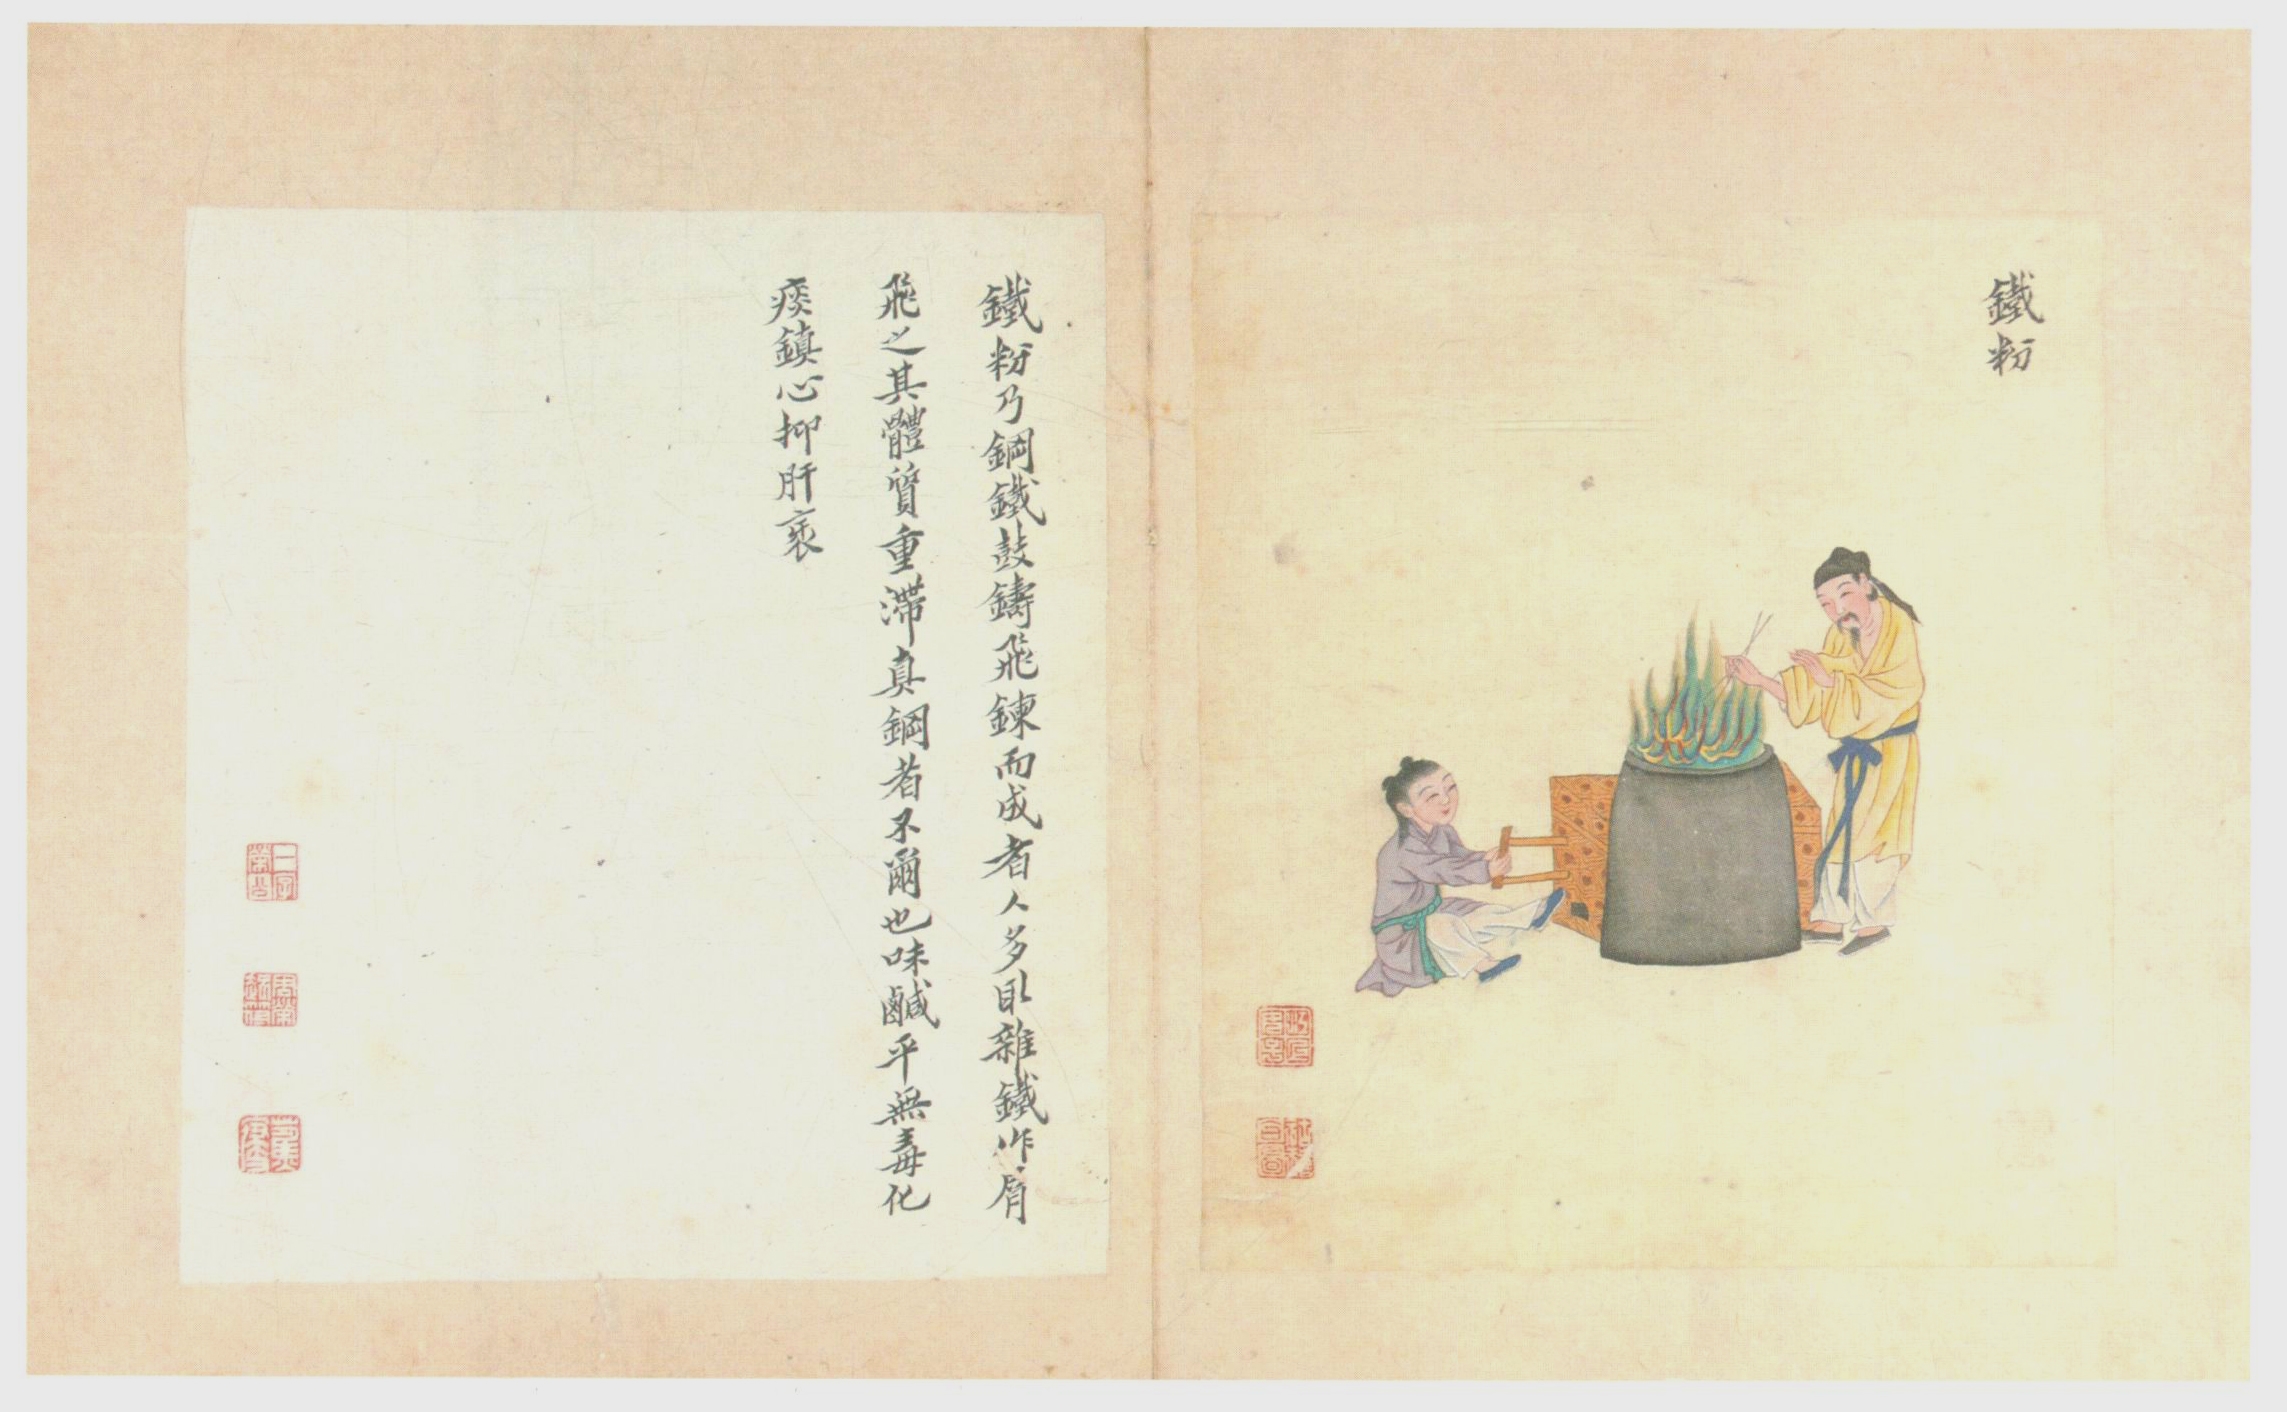 鐵粉
鐵粉乃鋼鐵鼓鑄飛鍊而成者人多取雜鐵作屑
飛之其體質重滯真鋼者不爾也味鹹平無毒化
痰鎮心抑肝裹